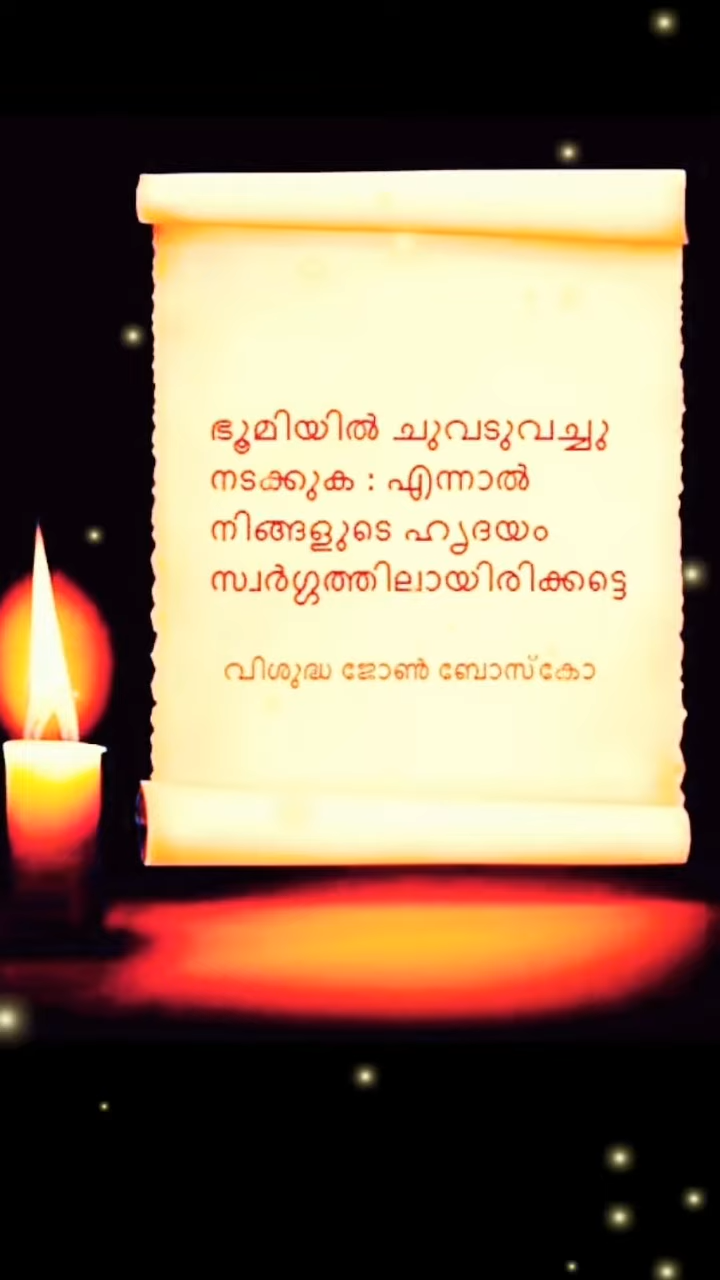 ഭൂമിയിൽ ചുവടുവച്ചു
നടക്കുക : എന്നാൽ
നിങ്ങളുടെ ഹൃദയം
സ്വർഗ്ഗത്തിലായിരിക്കട്ടെ
വിശുദ്ധ ജോൺ ബോസ്കോ